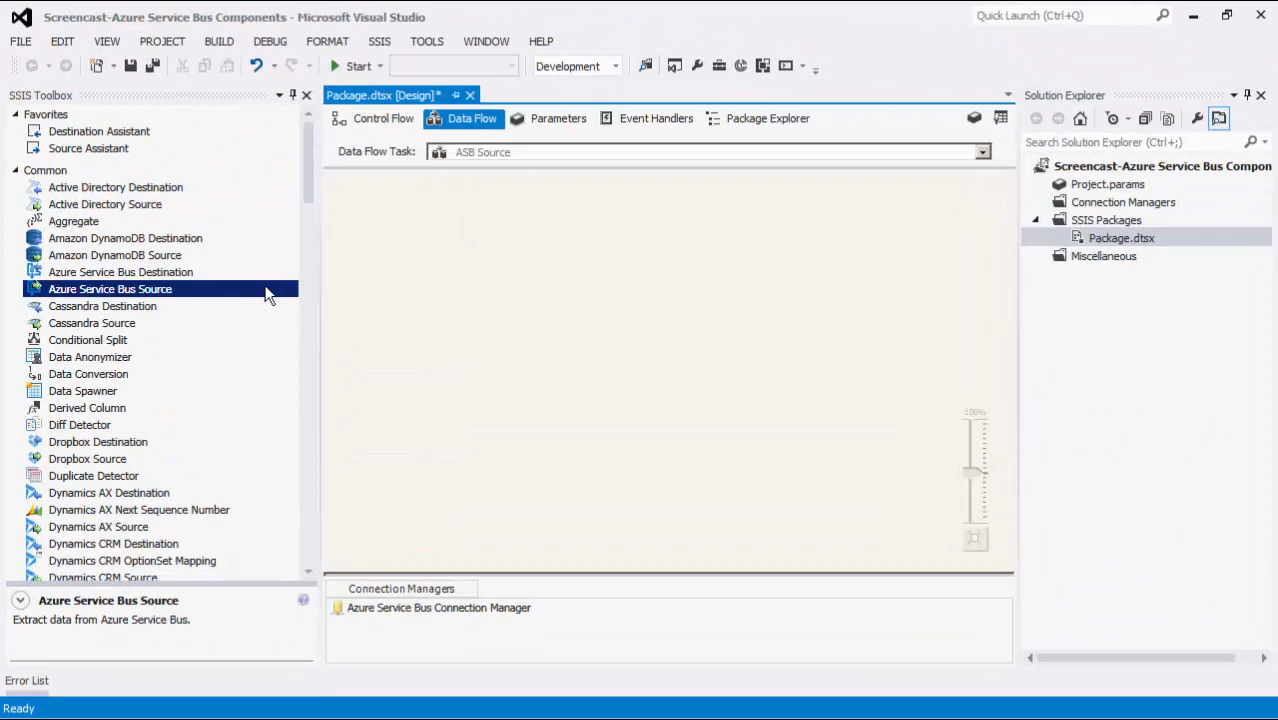 Screencast-Azure Service Bus Components - Microsoft Visual Studio
Quick Launch (Ctrl+Q)
FILE EDIT VIEW PROJECT BUILD DEBUG FORMAT SSIS TOOLS WINDOW HELP
Start Development
SSIS Toolbox
Favorites
Destination Assistant
Source Assistant
Common
Active Directory Destination
Active Directory Source
Aggregate
Amazon DynamoDB Destination
Amazon DynamoDB Source
Azure Service Bus Destination
Azure Service Bus Source
Cassandra Destination
Cassandra Source
Conditional Split
Data Anonymizer
Data Conversion
Data Spawner
Derived Column
Diff Detector
Dropbox Destination
Dropbox Source
Duplicate Detector
Dynamics AX Destination
Dynamics AX Next Sequence Number
Dynamics AX Source
Dynamics CRM Destination
Dynamics CRM OptionSet Mapping
Dynamics CRM Source
Azure Service Bus Source
Extract data from Azure Service Bus.
Package.dtsx [Design]*
Control Flow Data Flow Parameters Event Handlers Package Explorer
Data Flow Task: ASB Source
100%
Connection Managers
Azure Service Bus Connection Manager
Solution Explorer
Search Solution Explorer (Ctrl+;)
Screencast-Azure Service Bus Compon
Project.params
Connection Managers
SSIS Packages
Package.dtsx
Miscellaneous
Error List
Ready